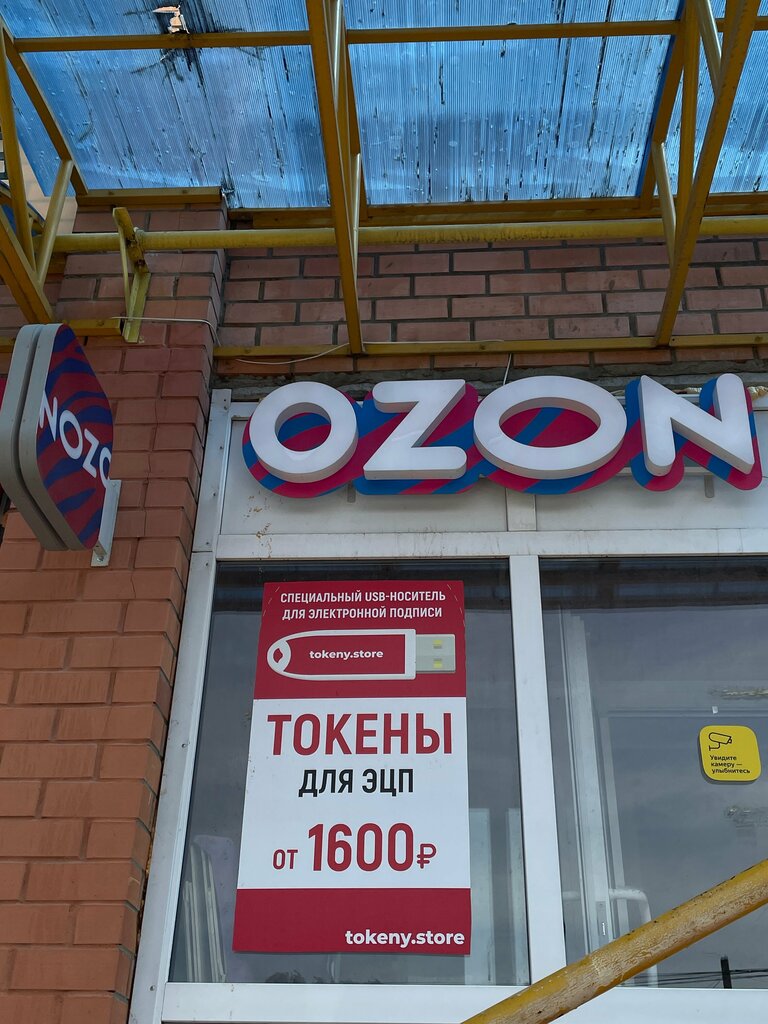 OZON
NOZO
СПЕЦИАЛЬНЫЙ USB-НОСИТЕЛЬ
ДЛЯ ЭЛЕКТРОННОЙ ПОДПИСИ
tokeny.store
ТОКЕНЫ
ДЛЯ ЭЦП
ОТ 1600₽
tokeny.store
Увидите
камеру —
улыбнитесь